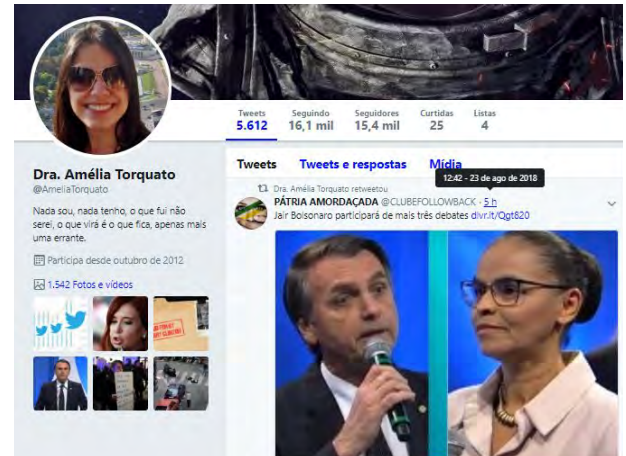 Tweets Seguindo Seguidores Curtidas Listas
5.612 16,1 mil 15,4 mil 25 4
Dra. Amélia Torquato
@AmeliaTorquato
Nada sou, nada tenho, o que fui não
serei, o que virá é o que fica, apenas mais
uma errante.
Participa desde outubro de 2012
1.542 Fotos e vídeos
Tweets Tweets e respostas Mídia
12:42 - 23 de ago de 2018
Dra. Amélia Torquato retweetou
PÁTRIA AMORDAÇADA @CLUBEFOLLOWBACK · 5 h
Jair Bolsonaro participará de mais três debates dlvr.it/Qgt820